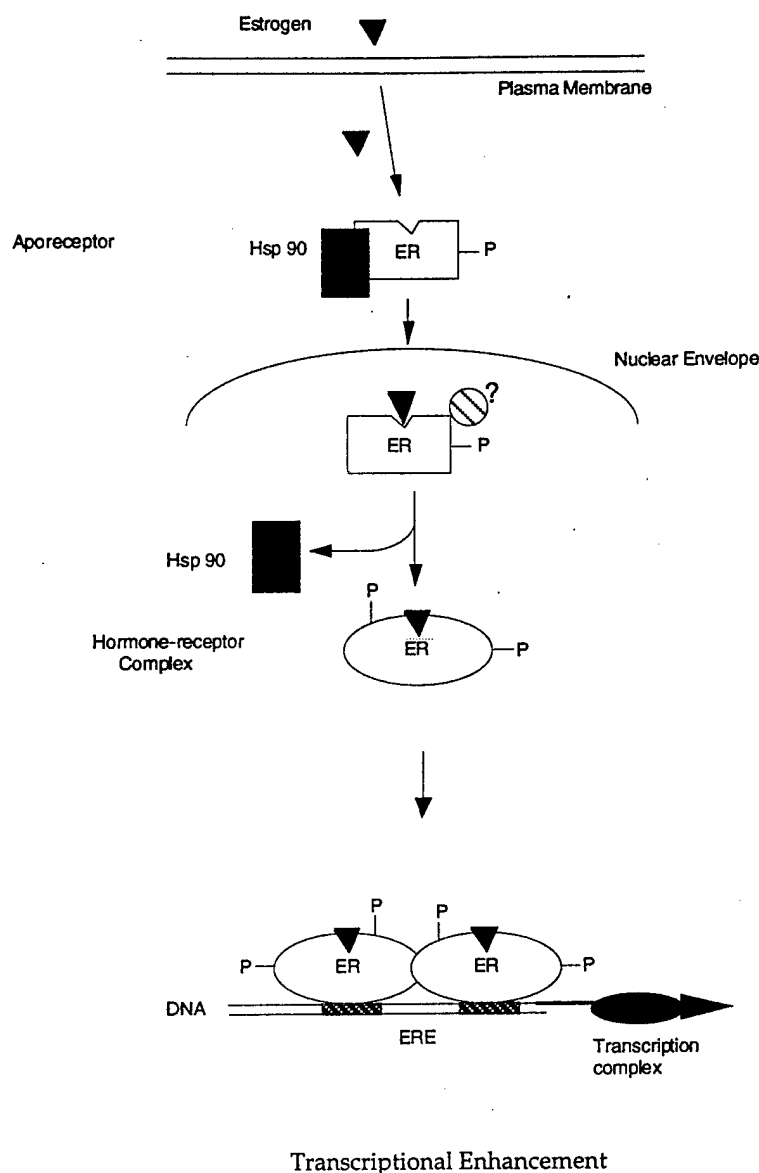 Estrogen
Plasma Membrane
Aporeceptor
Hsp 90
ER
P
Nuclear Envelope
?
ER
P
Hsp 90
P
Hormone-receptor
Complex
ER
P
P
P
P
ER
ER
P
DNA
ERE
Transcription
complex
Transcriptional Enhancement